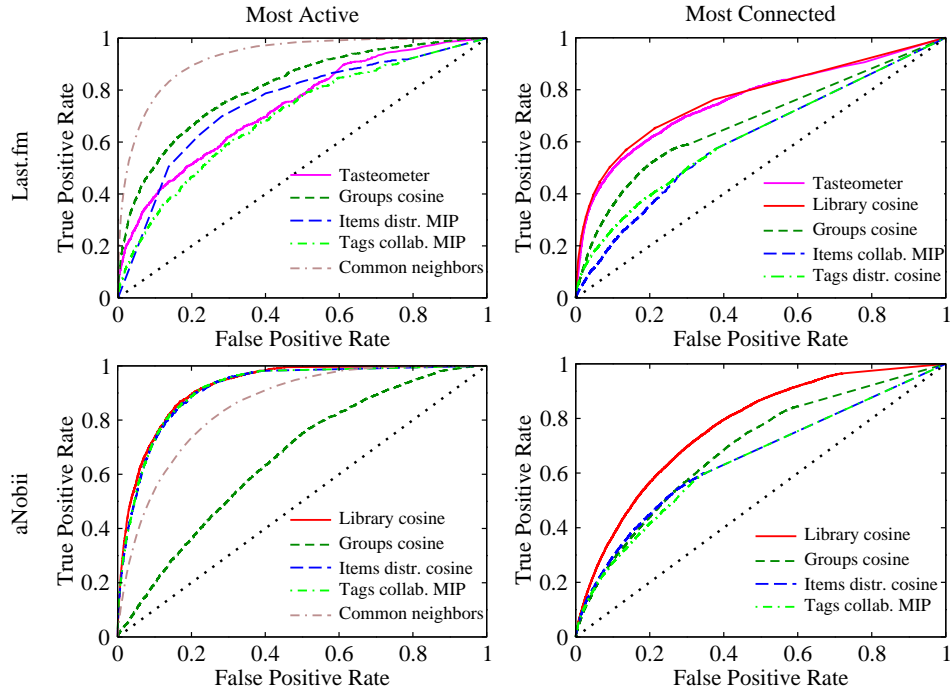 Most Active
Most Connected
Last.fm
True Positive Rate
1
0.8
0.6
0.4
0.2
0
Tasteometer
Groups cosine
Items distr. MIP
Tags collab. MIP
Common neighbors
0 0.2 0.4 0.6 0.8 1
False Positive Rate
True Positive Rate
1
0.8
0.6
0.4
0.2
0
Tasteometer
Library cosine
Groups cosine
Items collab. MIP
Tags distr. cosine
0 0.2 0.4 0.6 0.8 1
False Positive Rate
aNobii
True Positive Rate
1
0.8
0.6
0.4
0.2
0
Library cosine
Groups cosine
Items distr. cosine
Tags collab. MIP
Common neighbors
0 0.2 0.4 0.6 0.8 1
False Positive Rate
True Positive Rate
1
0.8
0.6
0.4
0.2
0
Library cosine
Groups cosine
Items distr. cosine
Tags collab. MIP
0 0.2 0.4 0.6 0.8 1
False Positive Rate